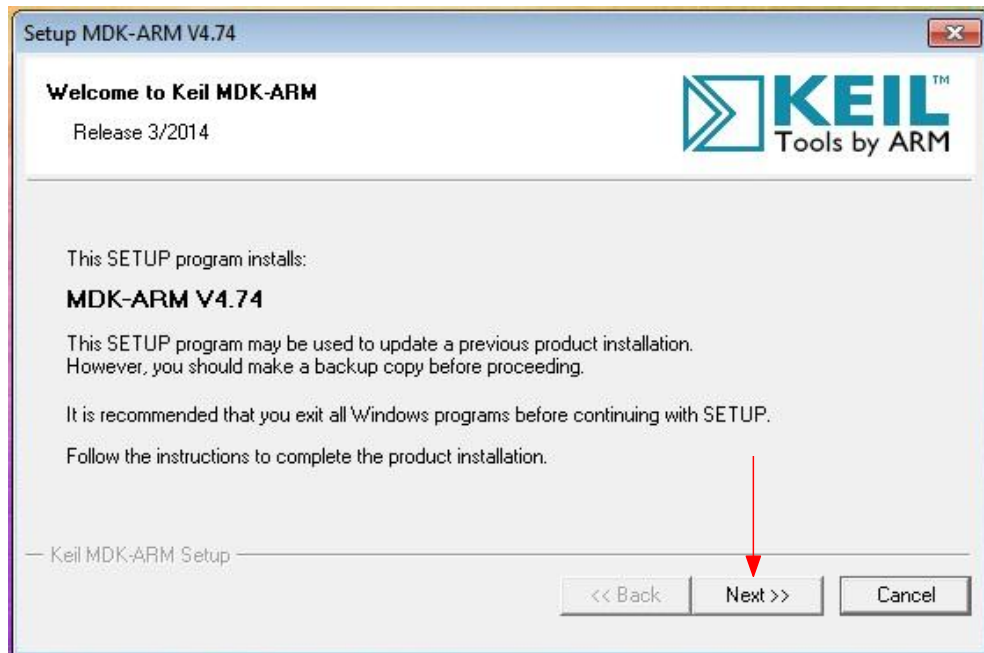 Setup MDK-ARM V4.74
Welcome to Keil MDK-ARM
Release 3/2014
KEIL™
Tools by ARM
This SETUP program installs:
MDK-ARM V4.74
This SETUP program may be used to update a previous product installation.
However, you should make a backup copy before proceeding.
It is recommended that you exit all Windows programs before continuing with SETUP.
Follow the instructions to complete the product installation.
Keil MDK-ARM Setup
<< Back Next >> Cancel